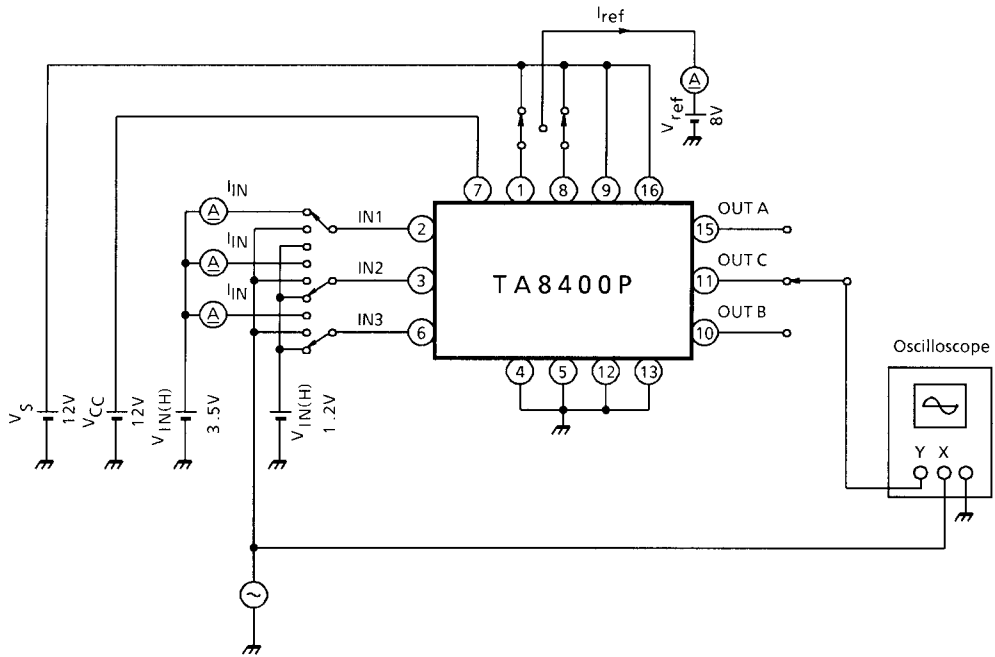 Iref
A
Vref
8V
7
1
8
9
16
IIN
A
IN1
2
OUT A
15
IIN
A
IN2
3
TA8400P
OUT C
11
IIN
A
IN3
6
OUT B
10
4
5
12
13
Oscilloscope
Y X
VS
12V
VCC
12V
VIN(H)
3.5V
VIN(H)
1.2V